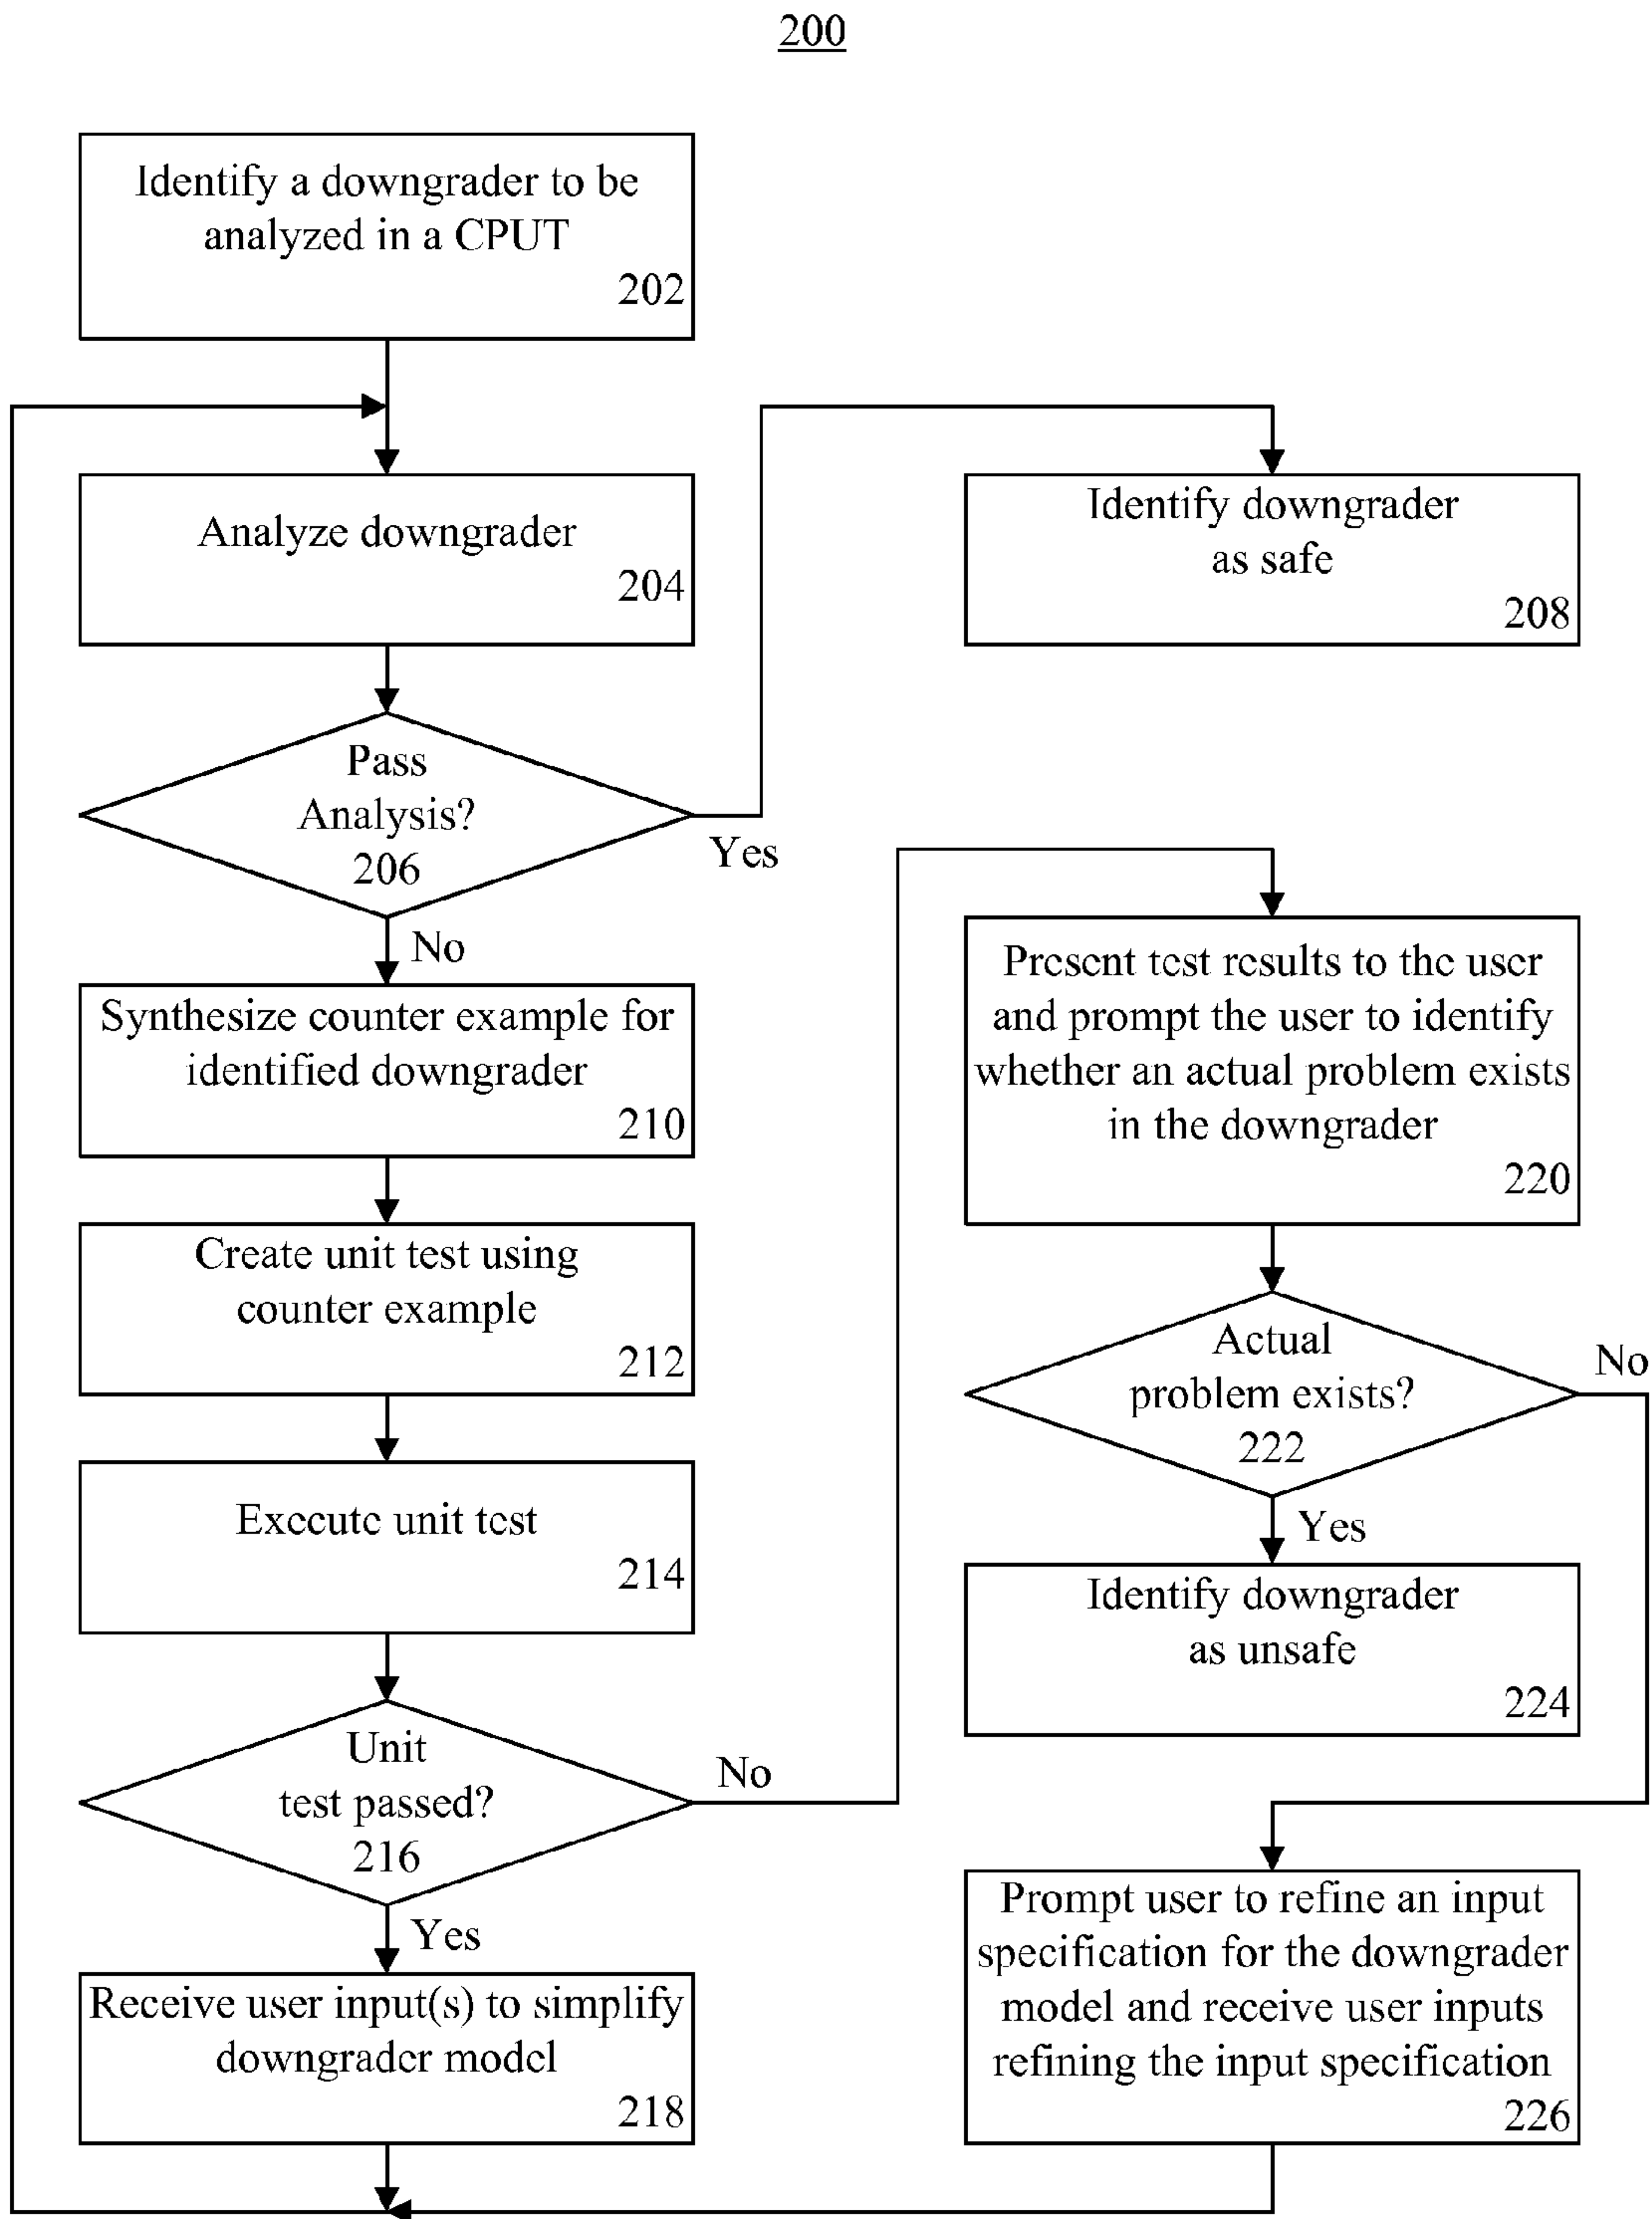 200
Identify a downgrader to be
analyzed in a CPUT
202
Analyze downgrader
204
Identify downgrader
as safe
208
Pass
Analysis?
206
Yes
No
Synthesize counter example for
identified downgrader
210
Create unit test using
counter example
212
Execute unit test
214
Unit
test passed?
216
No
Yes
Receive user input(s) to simplify
downgrader model
218
Present test results to the user
and prompt the user to identify
whether an actual problem exists
in the downgrader
220
Actual
problem exists?
222
No
Yes
Identify downgrader
as unsafe
224
Prompt user to refine an input
specification for the downgrader
model and receive user inputs
refining the input specification
226